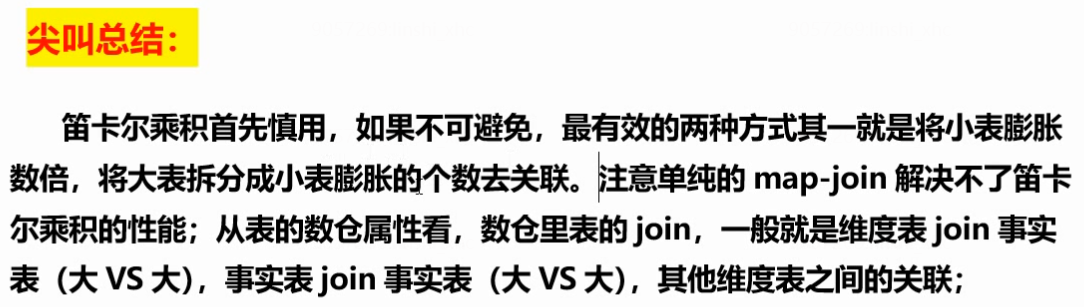 尖叫总结：
笛卡尔乘积首先慎用，如果不可避免，最有效的两种方式其一就是将小表膨胀
数倍，将大表拆分成小表膨胀的个数去关联。注意单纯的 map-join 解决不了笛卡
尔乘积的性能；从表的数仓属性看，数仓里表的 join，一般就是维度表 join 事实
表（大 VS 大），事实表 join 事实表（大 VS 大），其他维度表之间的关联；